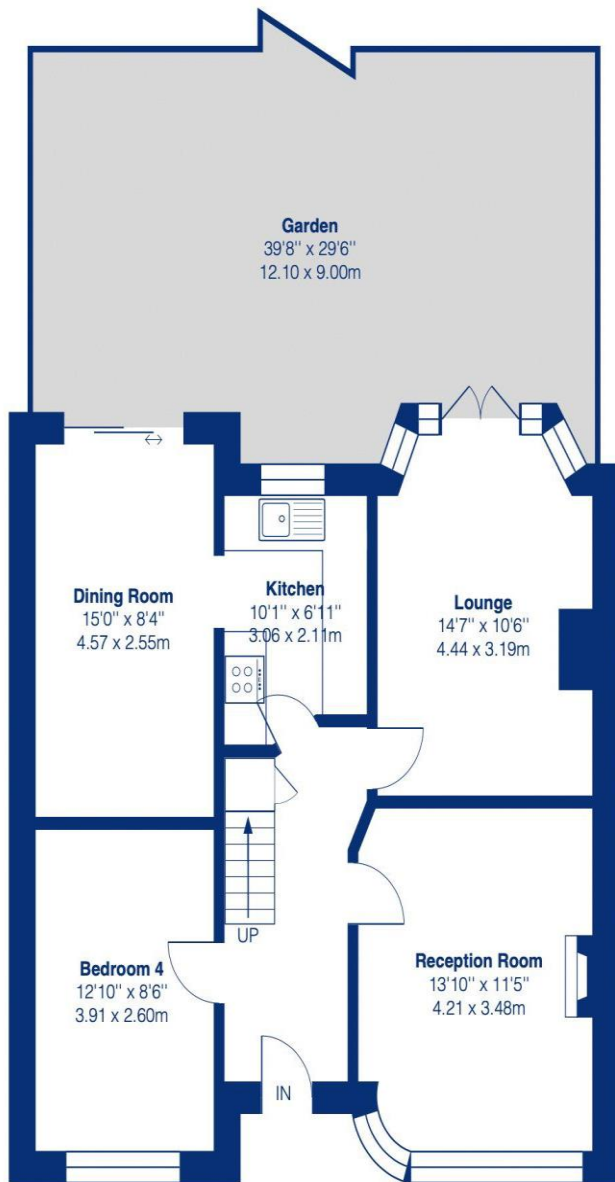 Garden
39'8'' x 29'6''
12.10 x 9.00m
Dining Room
15'0'' x 8'4''
4.57 x 2.55m
Kitchen
10'1'' x 6'11''
3.06 x 2.11m
Lounge
14'7'' x 10'6''
4.44 x 3.19m
UP
Bedroom 4
12'10'' x 8'6''
3.91 x 2.60m
Reception Room
13'10'' x 11'5''
4.21 x 3.48m
IN